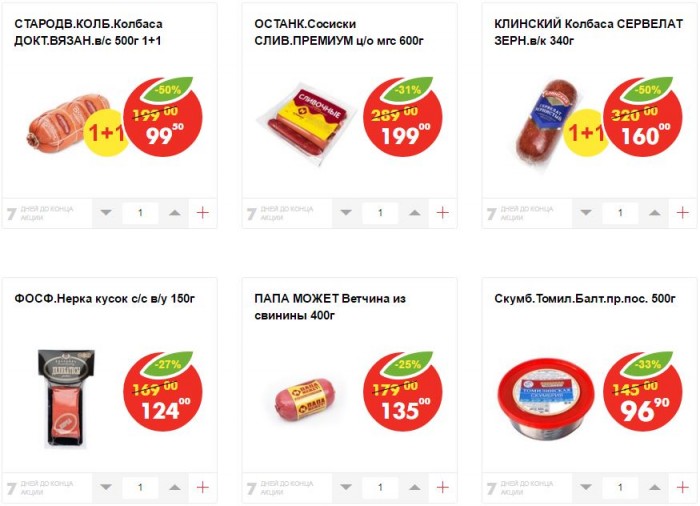 СТАРОДВ.КОЛБ.Колбаса
ДОКТ.ВЯЗАН.в/с 500г 1+1
-50%
199 00
99 50
1+1
7 ДНЕЙ ДО КОНЦА
АКЦИИ
1
+
ОСТАНК.Сосиски
СЛИВ.ПРЕМИУМ ц/о мгс 600г
-31%
289 00
199 00
СЛИВОЧНЫЕ
7 ДНЕЙ ДО КОНЦА
АКЦИИ
1
+
КЛИНСКИЙ Колбаса СЕРВЕЛАТ
ЗЕРН.в/к 340г
-50%
320 00
160 00
1+1
7 ДНЕЙ ДО КОНЦА
АКЦИИ
1
+
ФОСФ.Нерка кусок с/с в/у 150г
-27%
169 00
124 00
ДЕЛИКАТЕСЫ
7 ДНЕЙ ДО КОНЦА
АКЦИИ
1
+
ПАПА МОЖЕТ Ветчина из
свинины 400г
-25%
179 00
135 00
ПАПА
7 ДНЕЙ ДО КОНЦА
АКЦИИ
1
+
Скумб.Томил.Балт.пр.пос. 500г
-33%
145 00
96 90
7 ДНЕЙ ДО КОНЦА
АКЦИИ
1
+